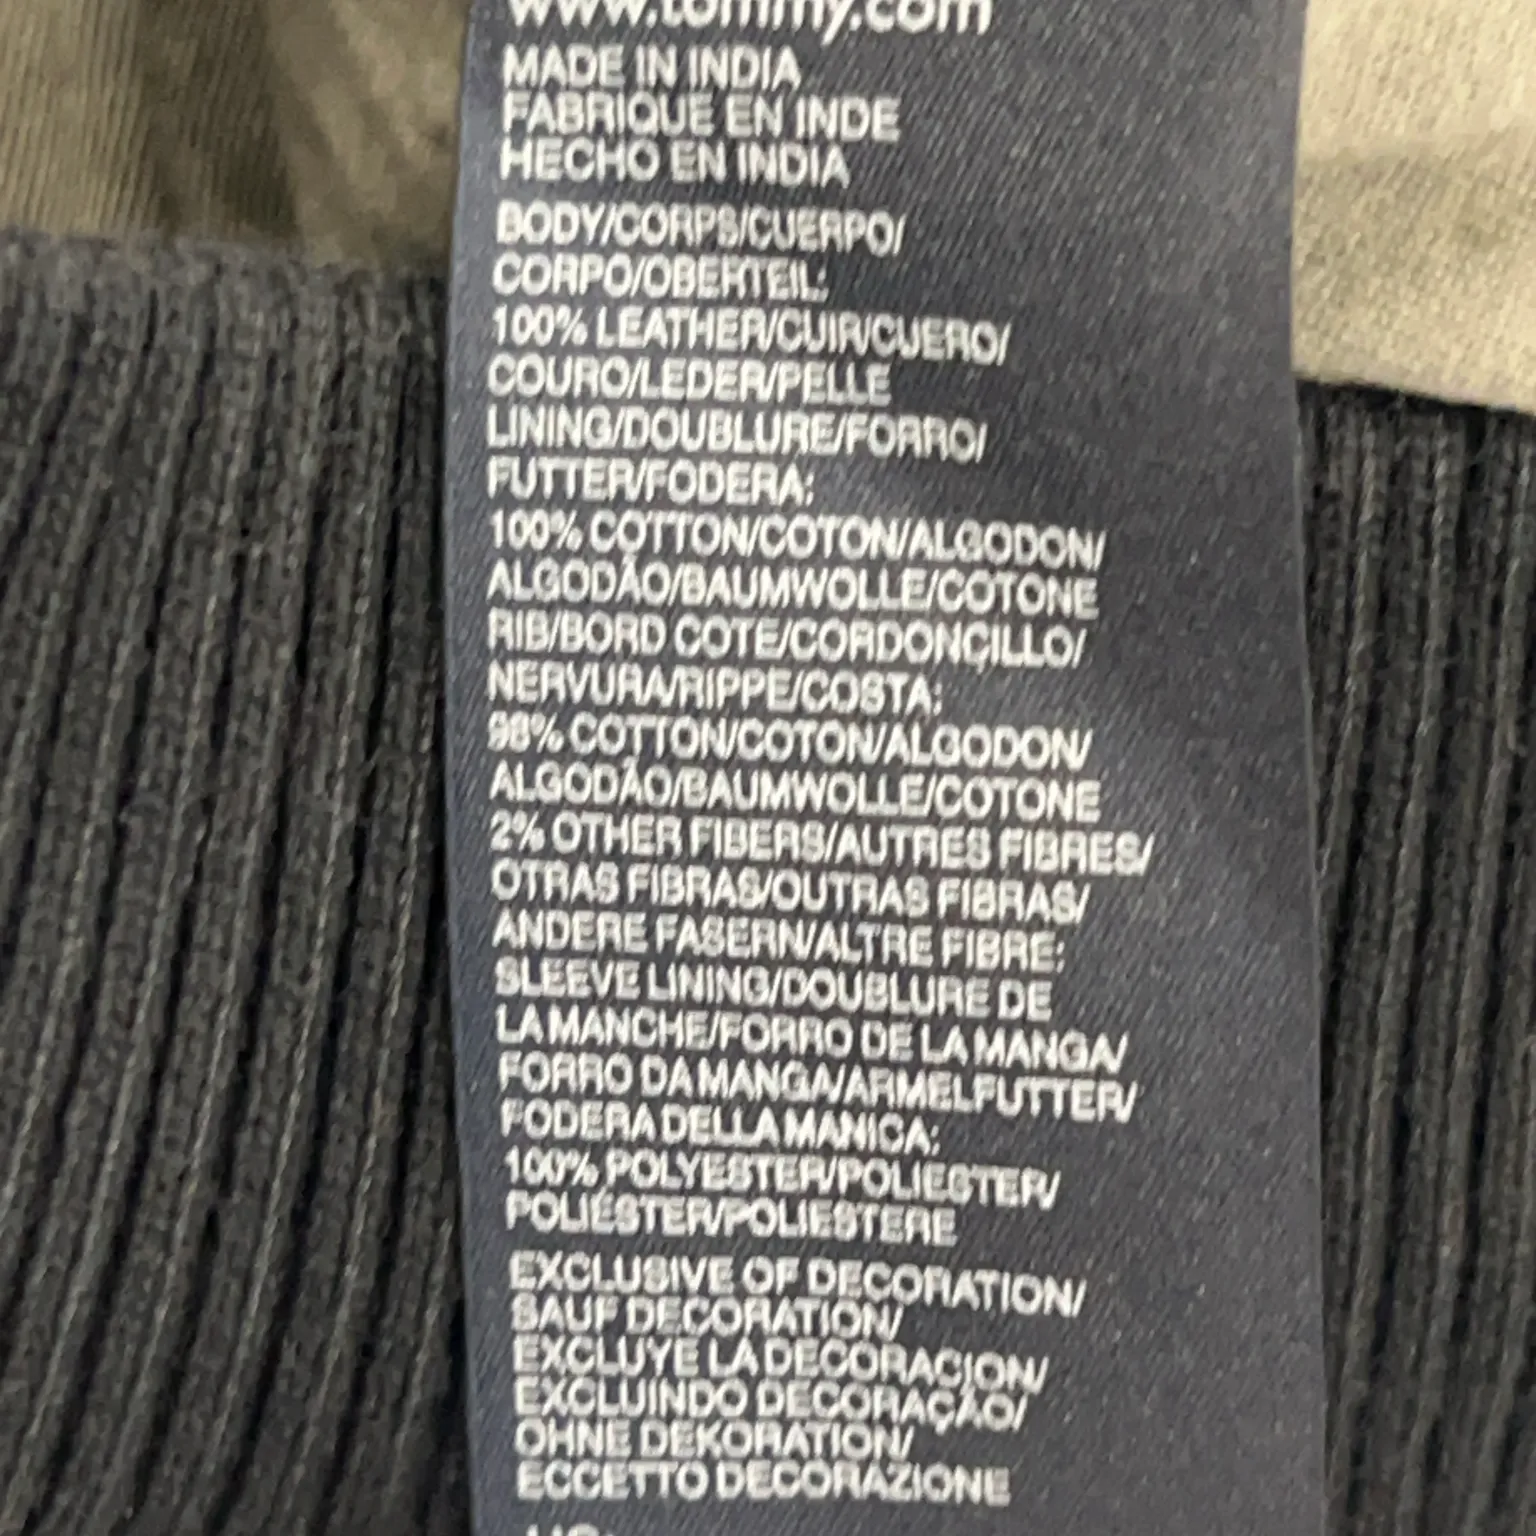 www.tommy.com
MADE IN INDIA
FABRIQUE EN INDE
HECHO EN INDIA
BODY/CORPS/CUERPO/
CORPO/OBERTEIL:
100% LEATHER/CUIR/CUERO/
COURO/LEDER/PELLE
LINING/DOUBLURE/FORRO/
FUTTER/FODERA:
100% COTTON/COTON/ALGODON/
ALGODÃO/BAUMWOLLE/COTONE
RIB/BORD COTE/CORDONÇILLO/
NERVURA/RIPPE/COSTA:
98% COTTON/COTON/ALGODON/
ALGODÃO/BAUMWOLLE/COTONE
2% OTHER FIBERS/AUTRES FIBRES/
OTRAS FIBRAS/OUTRAS FIBRAS/
ANDERE FASERN/ALTRE FIBRE:
SLEEVE LINING/DOUBLURE DE
LA MANCHE/FORRO DE LA MANGA/
FORRO DA MANGA/ARMELFUTTER/
FODERA DELLA MANICA:
100% POLYESTER/POLIESTER/
POLIÉSTER/POLIESTERE
EXCLUSIVE OF DECORATION/
SAUF DECORATION/
EXCLUYE LA DECORACION/
EXCLUINDO DECORAÇÃO/
OHNE DEKORATION/
ECCETTO DECORAZIONE